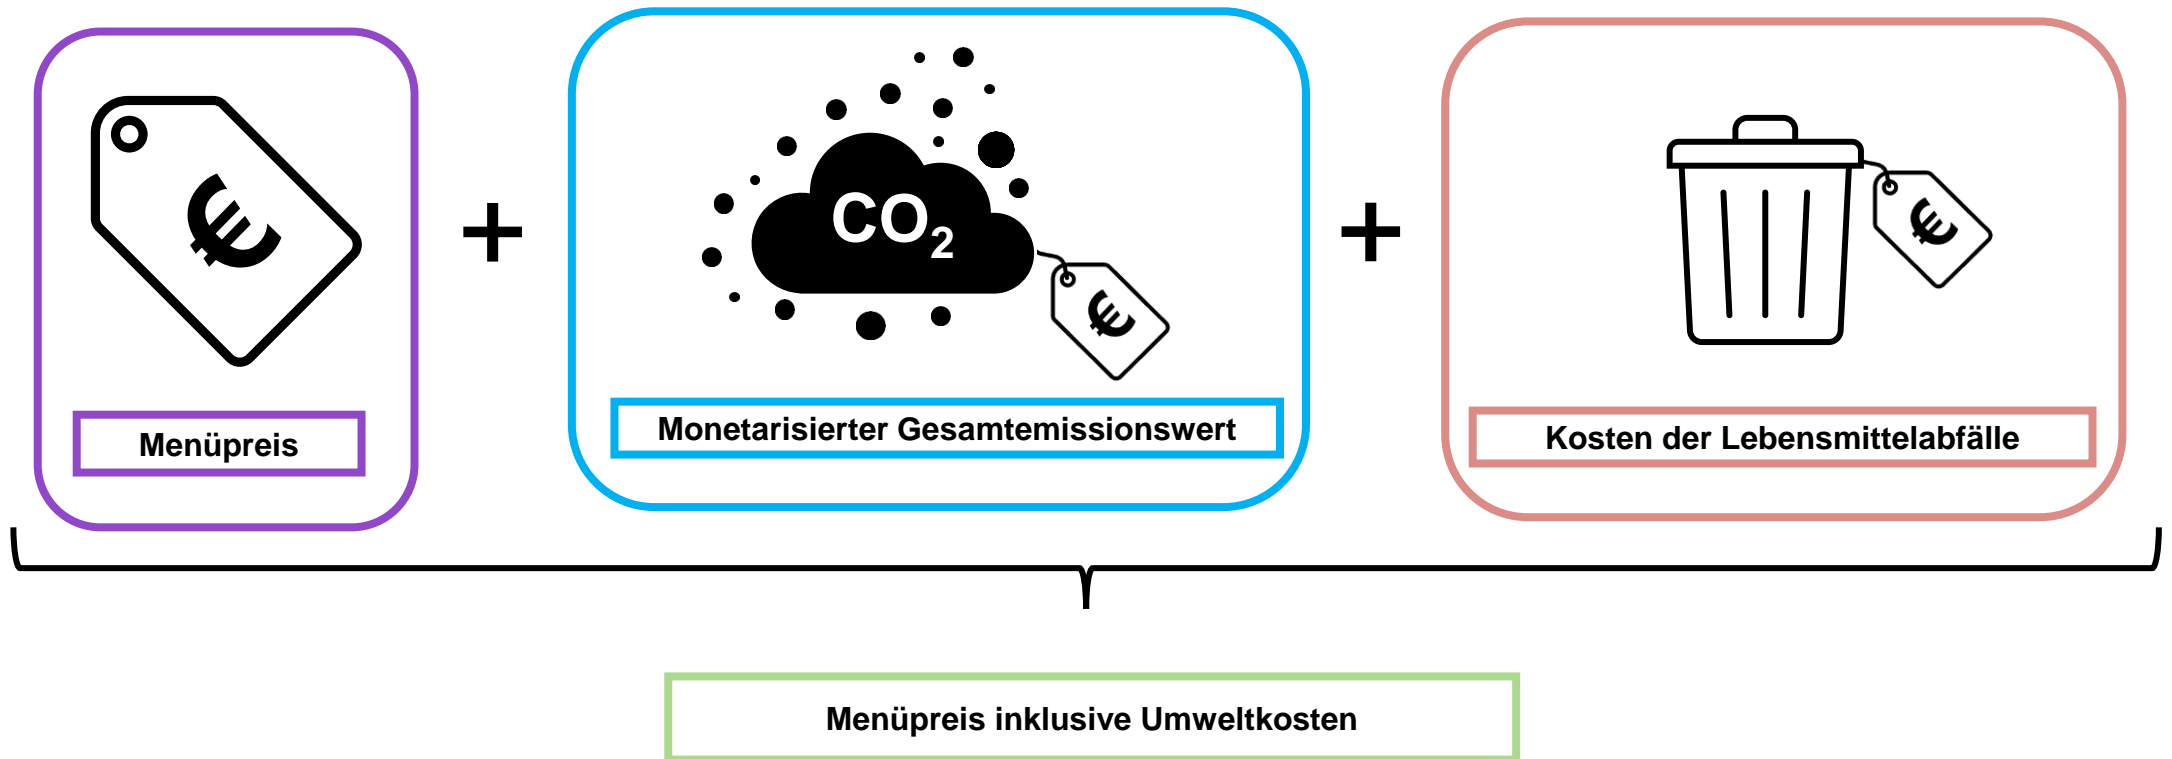 €
+
CO₂
€
+
€
Menüpreis
Monetarisierter Gesamtemissionswert
Kosten der Lebensmittelabfälle
Menüpreis inklusive Umweltkosten